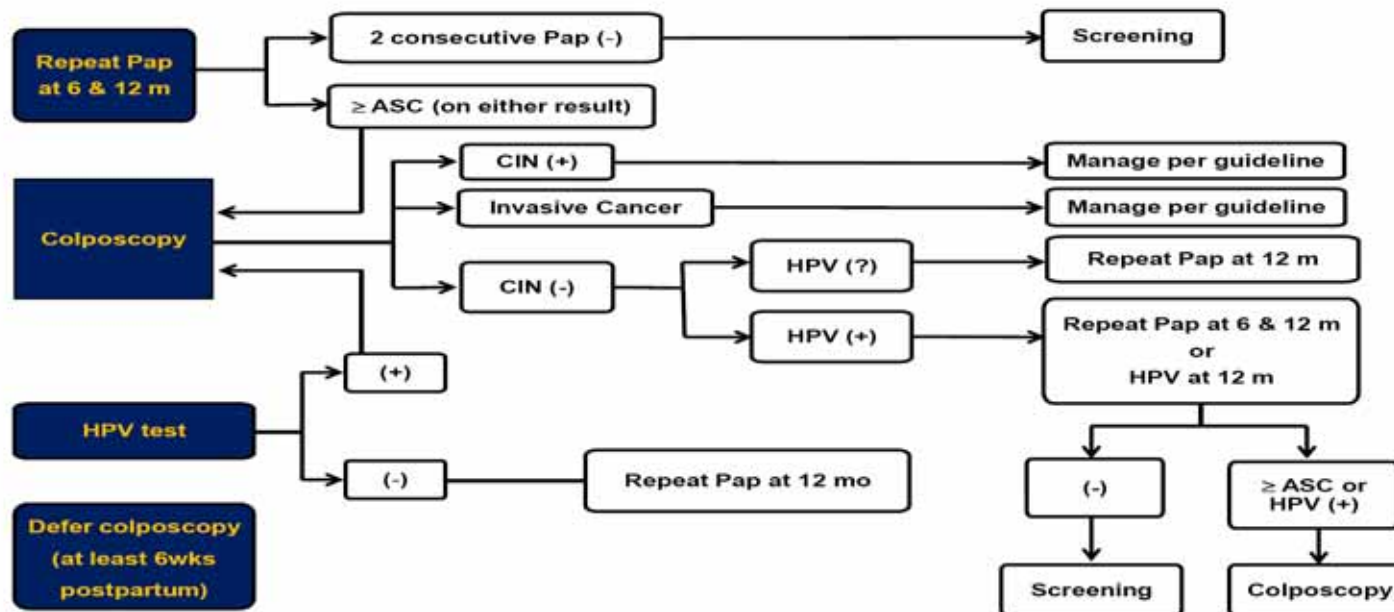 Repeat Pap
at 6 & 12 m
2 consecutive Pap (-)
Screening
≥ ASC (on either result)
Colposcopy
CIN (+)
Manage per guideline
Invasive Cancer
Manage per guideline
CIN (-)
HPV (?)
Repeat Pap at 12 m
HPV (+)
Repeat Pap at 6 & 12 m
or
HPV at 12 m
HPV test
(+)
(-)
Repeat Pap at 12 mo
(-)
≥ ASC or
HPV (+)
Screening
Colposcopy
Defer colposcopy
(at least 6wks
postpartum)